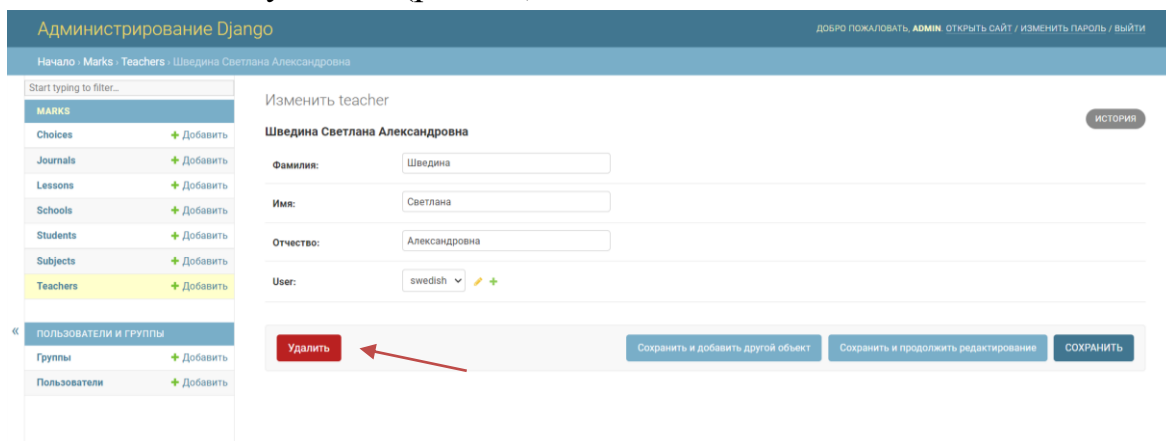 Администрирование Django
ДОБРО ПОЖАЛОВАТЬ, ADMIN. ОТКРЫТЬ САЙТ / ИЗМЕНИТЬ ПАРОЛЬ / ВЫЙТИ
Начало › Marks › Teachers › Шведина Светлана Александровна
Start typing to filter...
MARKS
Choices + Добавить
Journals + Добавить
Lessons + Добавить
Schools + Добавить
Students + Добавить
Subjects + Добавить
Teachers + Добавить
«
ПОЛЬЗОВАТЕЛИ И ГРУППЫ
Группы + Добавить
Пользователи + Добавить
Изменить teacher
ИСТОРИЯ
Шведина Светлана Александровна
Фамилия: Шведина
Имя: Светлана
Отчество: Александровна
User: swedish
Удалить
Сохранить и добавить другой объект
Сохранить и продолжить редактирование
СОХРАНИТЬ